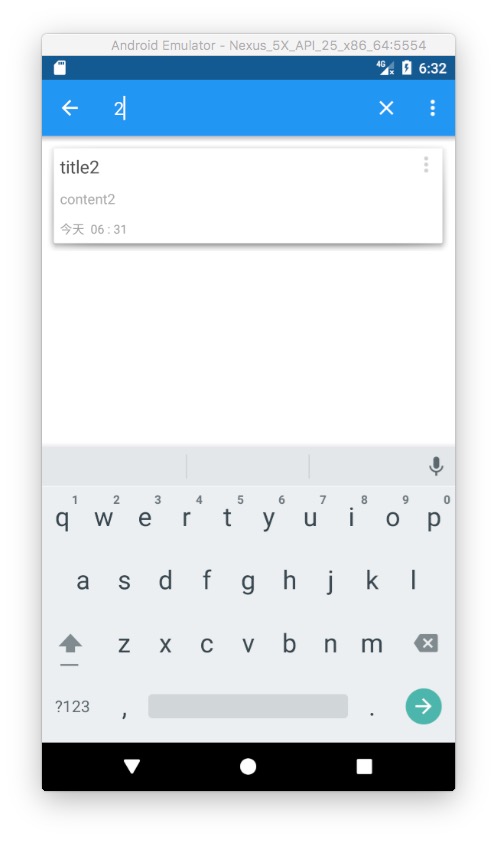 Android Emulator - Nexus_5X_API_25_x86_64:5554
4G 6:32
2
title2
content2
今天 06 : 31
1 2 3 4 5 6 7 8 9 0
q w e r t y u i o p
a s d f g h j k l
z x c v b n m
?123 , .